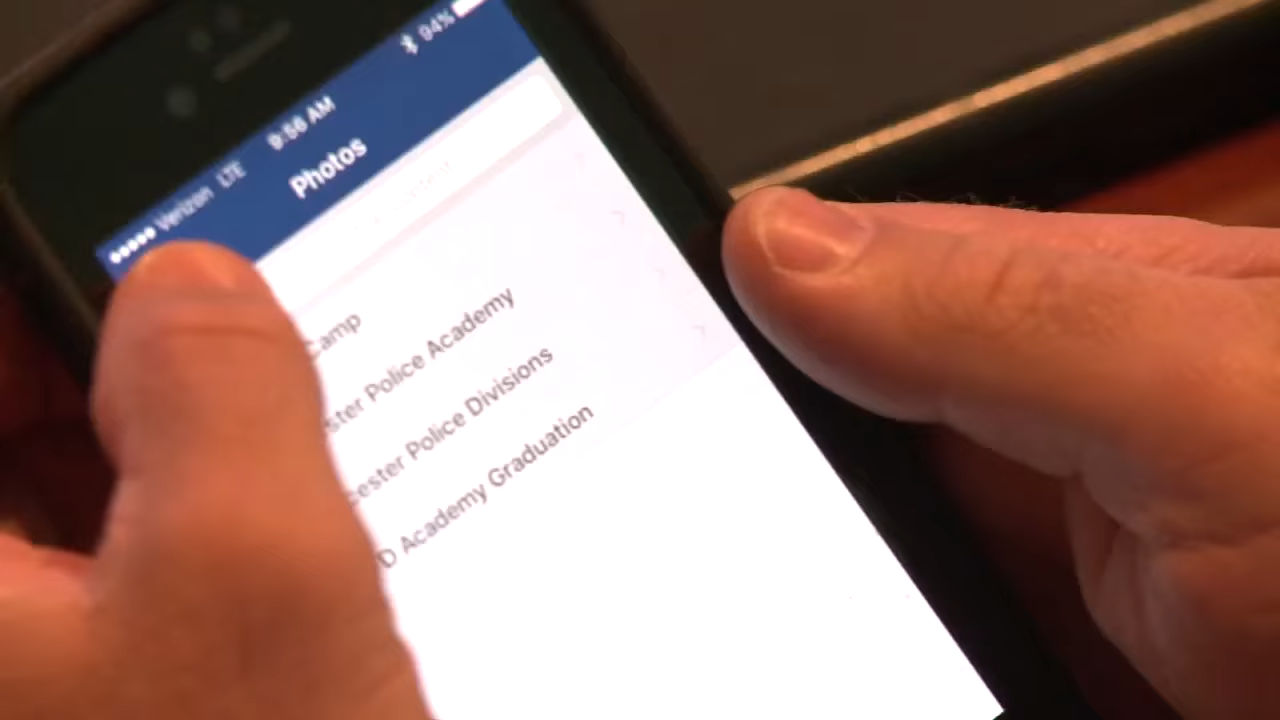 ●●●●● Verizon LTE 9:56 AM 94%
Photos
Camp
ster Police Academy
cester Police Divisions
D Academy Graduation